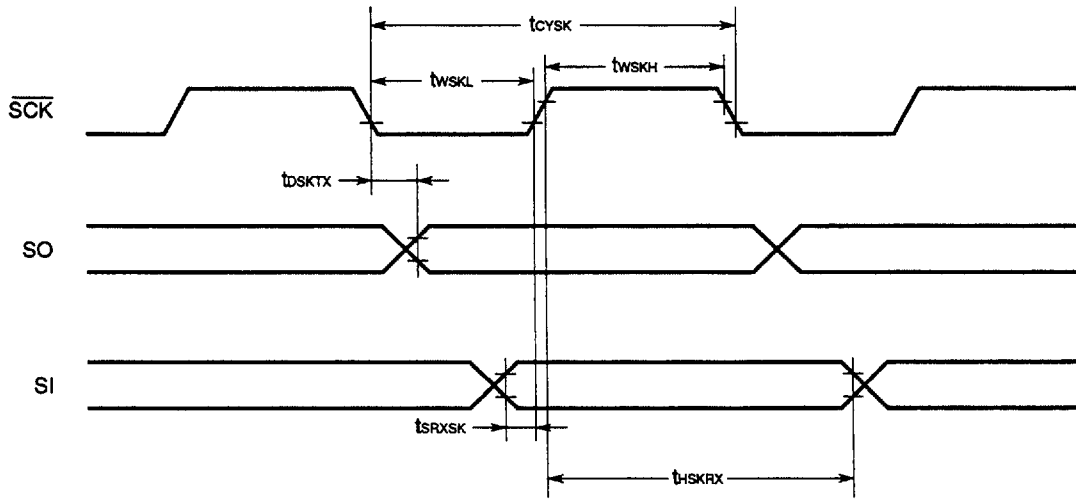 tCYSK
tWSKL
tWSKH
SCK
tDSKTX
SO
SI
tSRXSK
tHSKRX